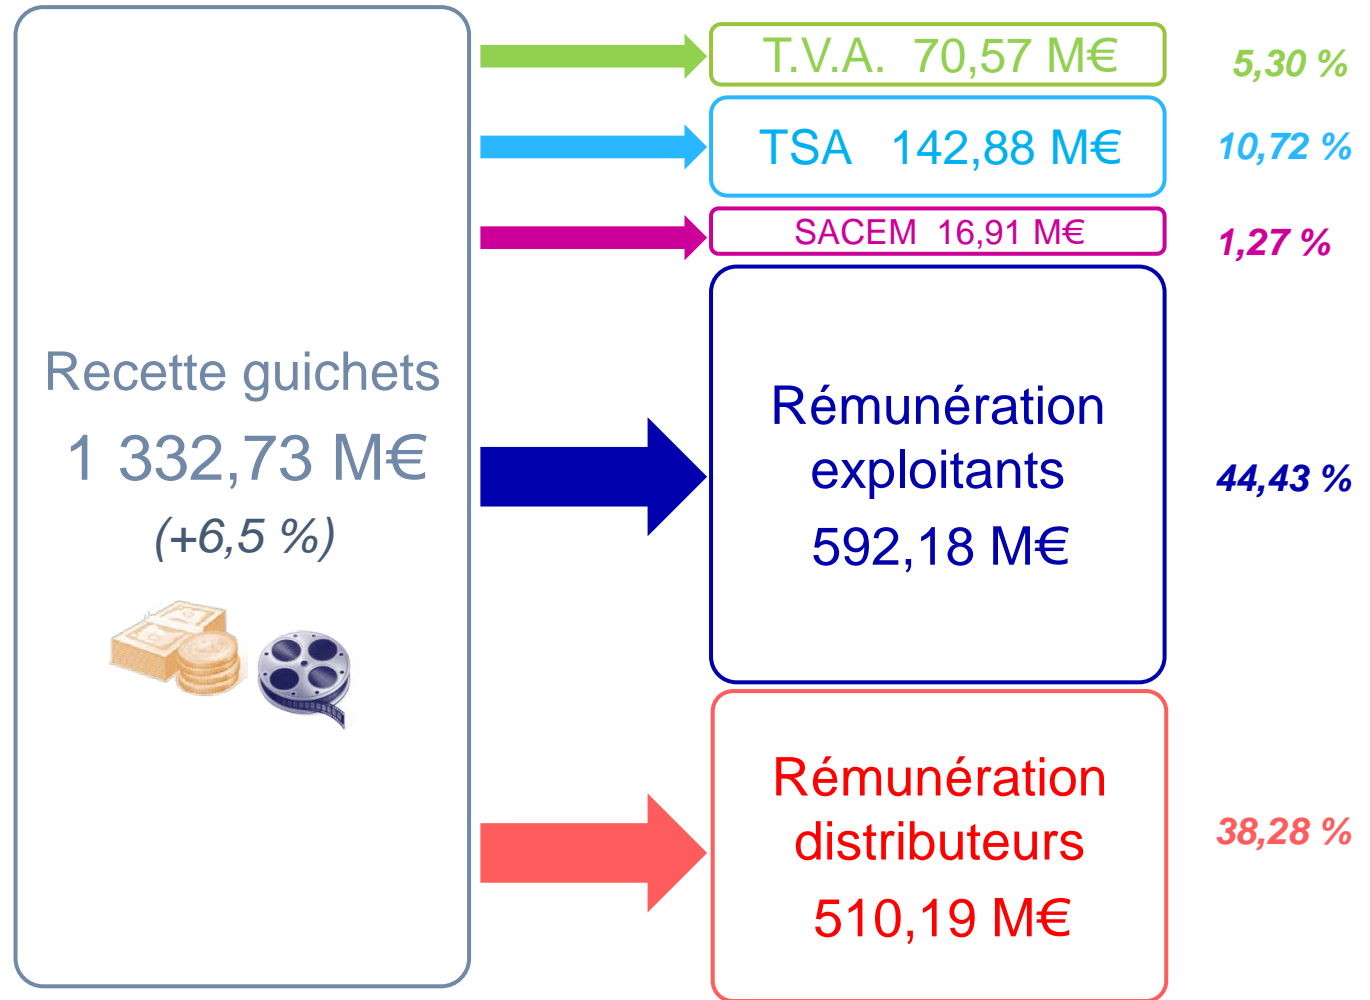 Recette guichets
1 332,73 M€
(+6,5 %)
T.V.A. 70,57 M€
5,30 %
TSA 142,88 M€
10,72 %
SACEM 16,91 M€
1,27 %
Rémunération
exploitants
592,18 M€
44,43 %
Rémunération
distributeurs
510,19 M€
38,28 %